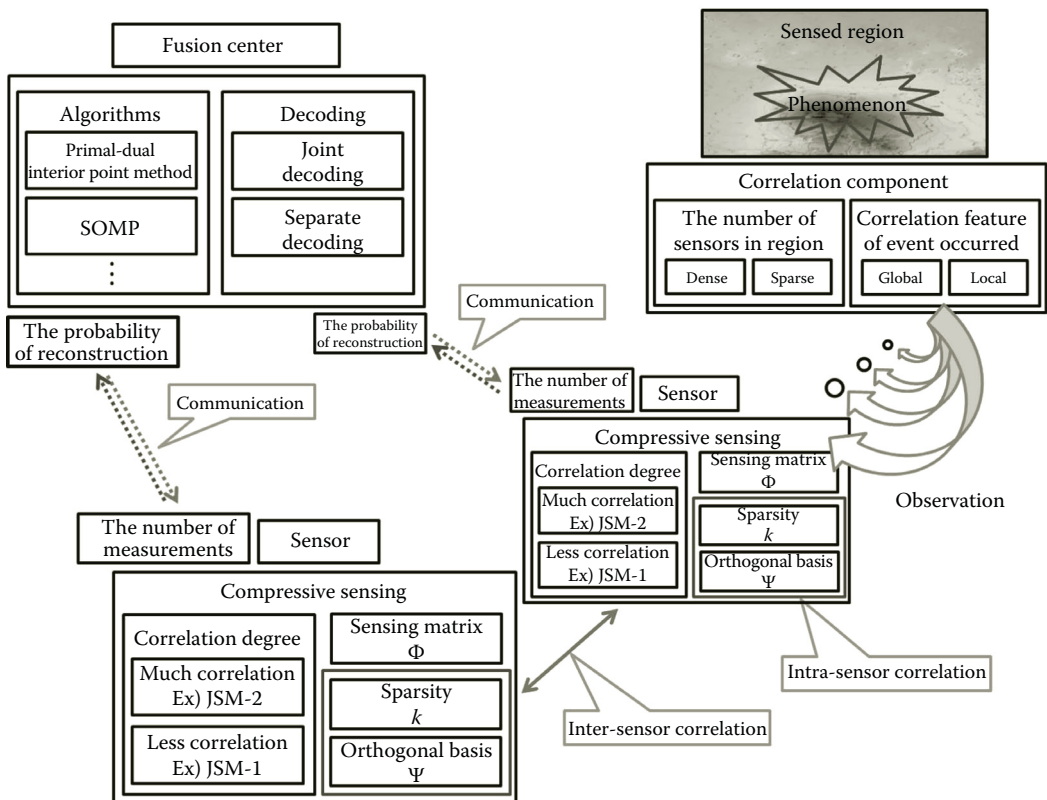 Fusion center
Algorithms
Primal-dual
interior point method
SOMP
Decoding
Joint
decoding
Separate
decoding
The probability
of reconstruction
The probability
of reconstruction
Communication
Communication
Sensed region
Phenomenon
Correlation component
The number of
sensors in region
Dense
Sparse
Correlation feature
of event occurred
Global
Local
Observation
The number of
measurements
Sensor
Compressive sensing
Correlation degree
Much correlation
Ex) JSM-2
Less correlation
Ex) JSM-1
Sensing matrix
Φ
Sparsity
k
Orthogonal basis
Ψ
Intra-sensor correlation
Inter-sensor correlation
The number of
measurements
Sensor
Compressive sensing
Correlation degree
Much correlation
Ex) JSM-2
Less correlation
Ex) JSM-1
Sensing matrix
Φ
Sparsity
k
Orthogonal basis
Ψ